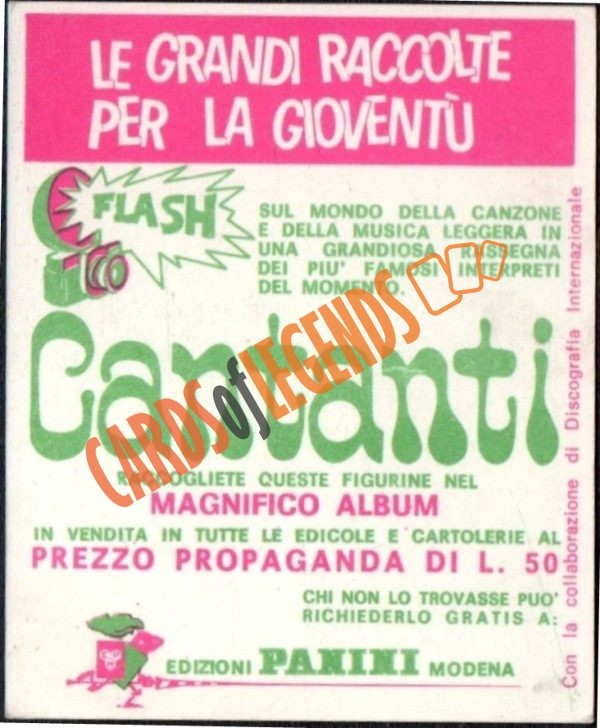 LE GRANDI RACCOLTE
PER LA GIOVENTÙ
FLASH
SUL MONDO DELLA CANZONE
E DELLA MUSICA LEGGERA IN
UNA GRANDIOSA RASSEGNA
DEI PIU' FAMOSI INTERPRETI
DEL MOMENTO.
Cantanti
CARDS of LEGENDS
RACCOGLIETE QUESTE FIGURINE NEL
MAGNIFICO ALBUM
IN VENDITA IN TUTTE LE EDICOLE E CARTOLERIE AL
PREZZO PROPAGANDA DI L. 50
CHI NON LO TROVASSE PUO'
RICHIEDERLO GRATIS A:
EDIZIONI PANINI MODENA
Con la collaborazione di Discografia Internazionale